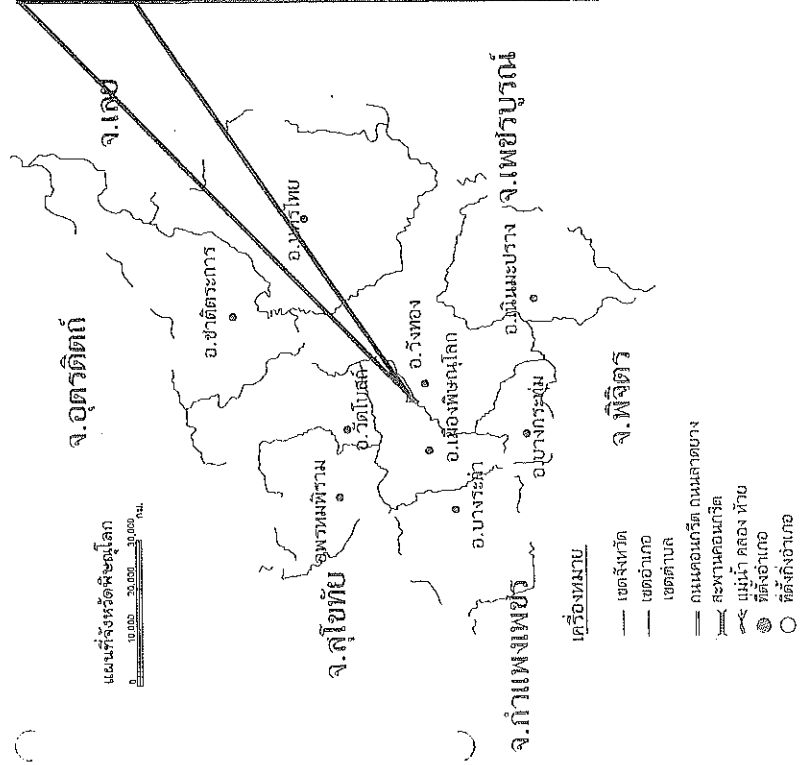 แผนที่จังหวัดพิษณุโลก
0 10,000 20,000 30,000 กม.
จ.อุตรดิตถ์
จ.เลย
อ.ชาติตระการ
อ.นครไทย
จ.สุโขทัย
อ.พรหมพิราม
อ.วัดโบสถ์
อ.วังทอง
อ.เมืองพิษณุโลก
อ.บางระกำ
อ.เนินมะปราง
จ.เพชรบูรณ์
อ.บางกระทุ่ม
จ.กำแพงเพชร
จ.พิจิตร
เครื่องหมาย
เขตจังหวัด
เขตอำเภอ
เขตตำบล
ถนนคอนกรีต ถนนลาดยาง
สะพานคอนกรีต
แม่น้ำ คลอง ห้วย
ที่ตั้งอำเภอ
ที่ตั้งกิ่งอำเภอ